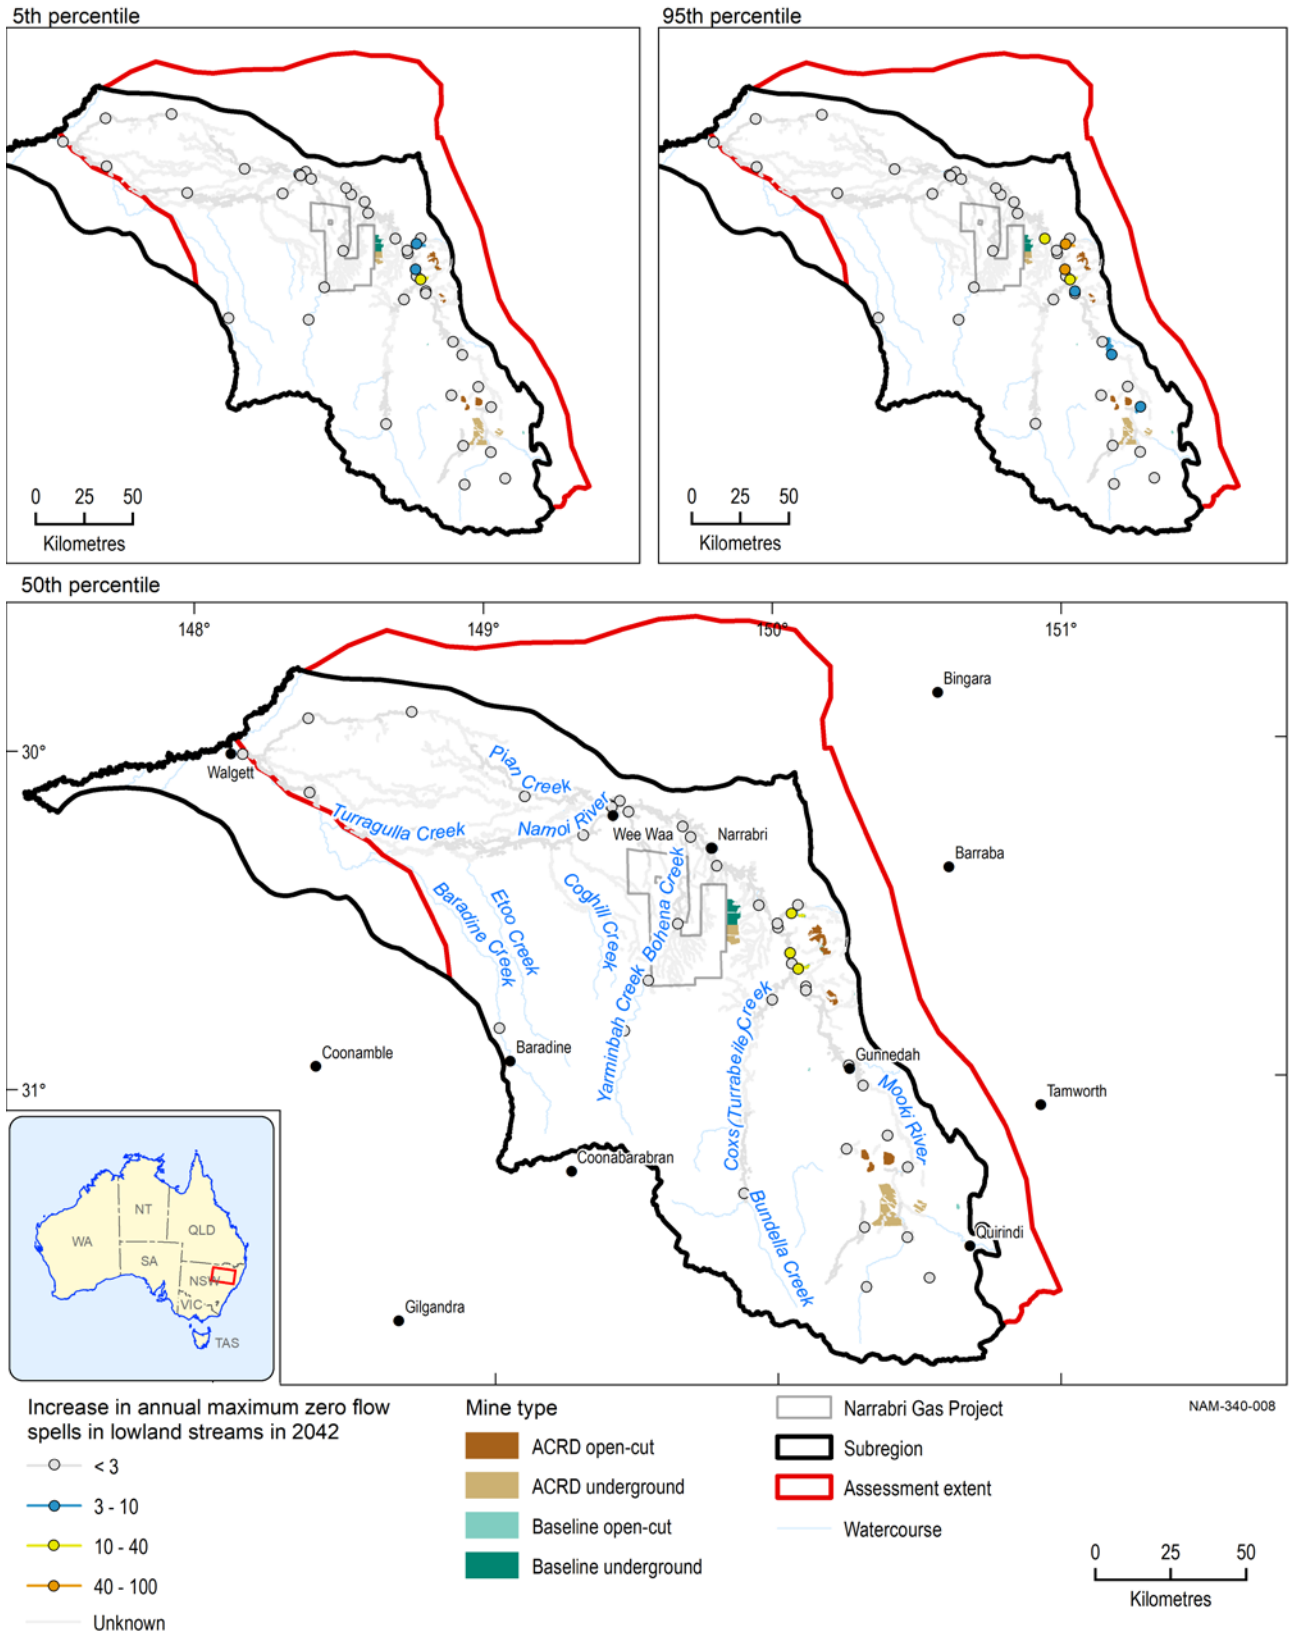 5th percentile
95th percentile
0 25 50
Kilometres
0 25 50
Kilometres
50th percentile
148° 149° 150° 151°
Bingara
30°
Walgett
Pian Creek
Turragulla Creek
Namoi River
Wee Waa
Narrabri
Barraba
Baradine Creek
Etoo Creek
Coghill Creek
Bohena Creek
Yarminbah Creek
Coxs(Turrabeile)Creek
Coonamble
Baradine
Gunnedah
31°
Mooki River
Tamworth
Coonabarabran
Bundella Creek
Quirindi
Gilgandra
WA
NT
QLD
SA
NSW
VIC
TAS
Increase in annual maximum zero flow
spells in lowland streams in 2042
< 3
3 - 10
10 - 40
40 - 100
Unknown
Mine type
ACRD open-cut
ACRD underground
Baseline open-cut
Baseline underground
Narrabri Gas Project
Subregion
Assessment extent
Watercourse
NAM-340-008
0 25 50
Kilometres